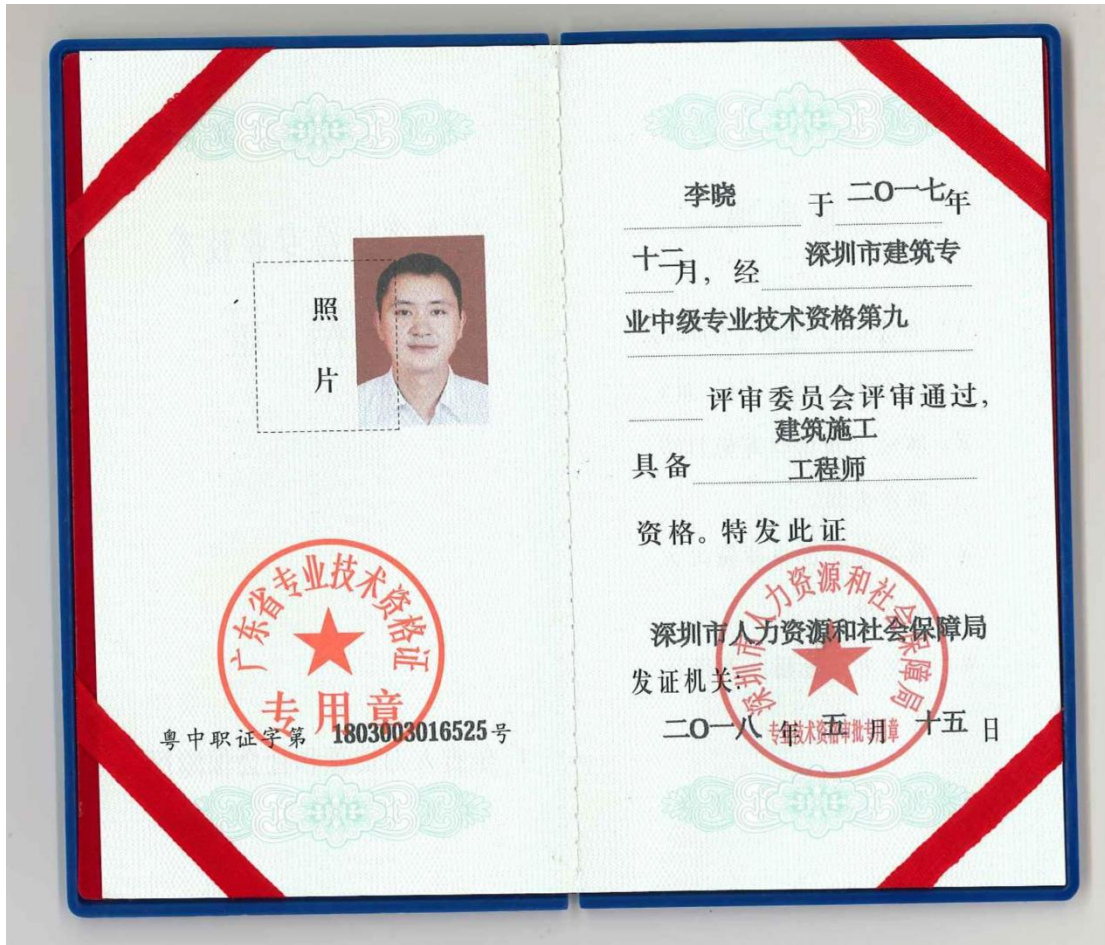 照
片
广东省专业技术资格证
专用章
粤中职证字第 1803003016525号
李晓 于 二〇一七年
十二月，经 深圳市建筑专
业中级专业技术资格第九
评审委员会评审通过，
建筑施工
具备 工程师
资格。特发此证
深圳市人力资源和社会保障局
深圳市人力资源和社会保障局
发证机关：
二〇一八 年 五 月 十五 日
专业技术资格审批专用章